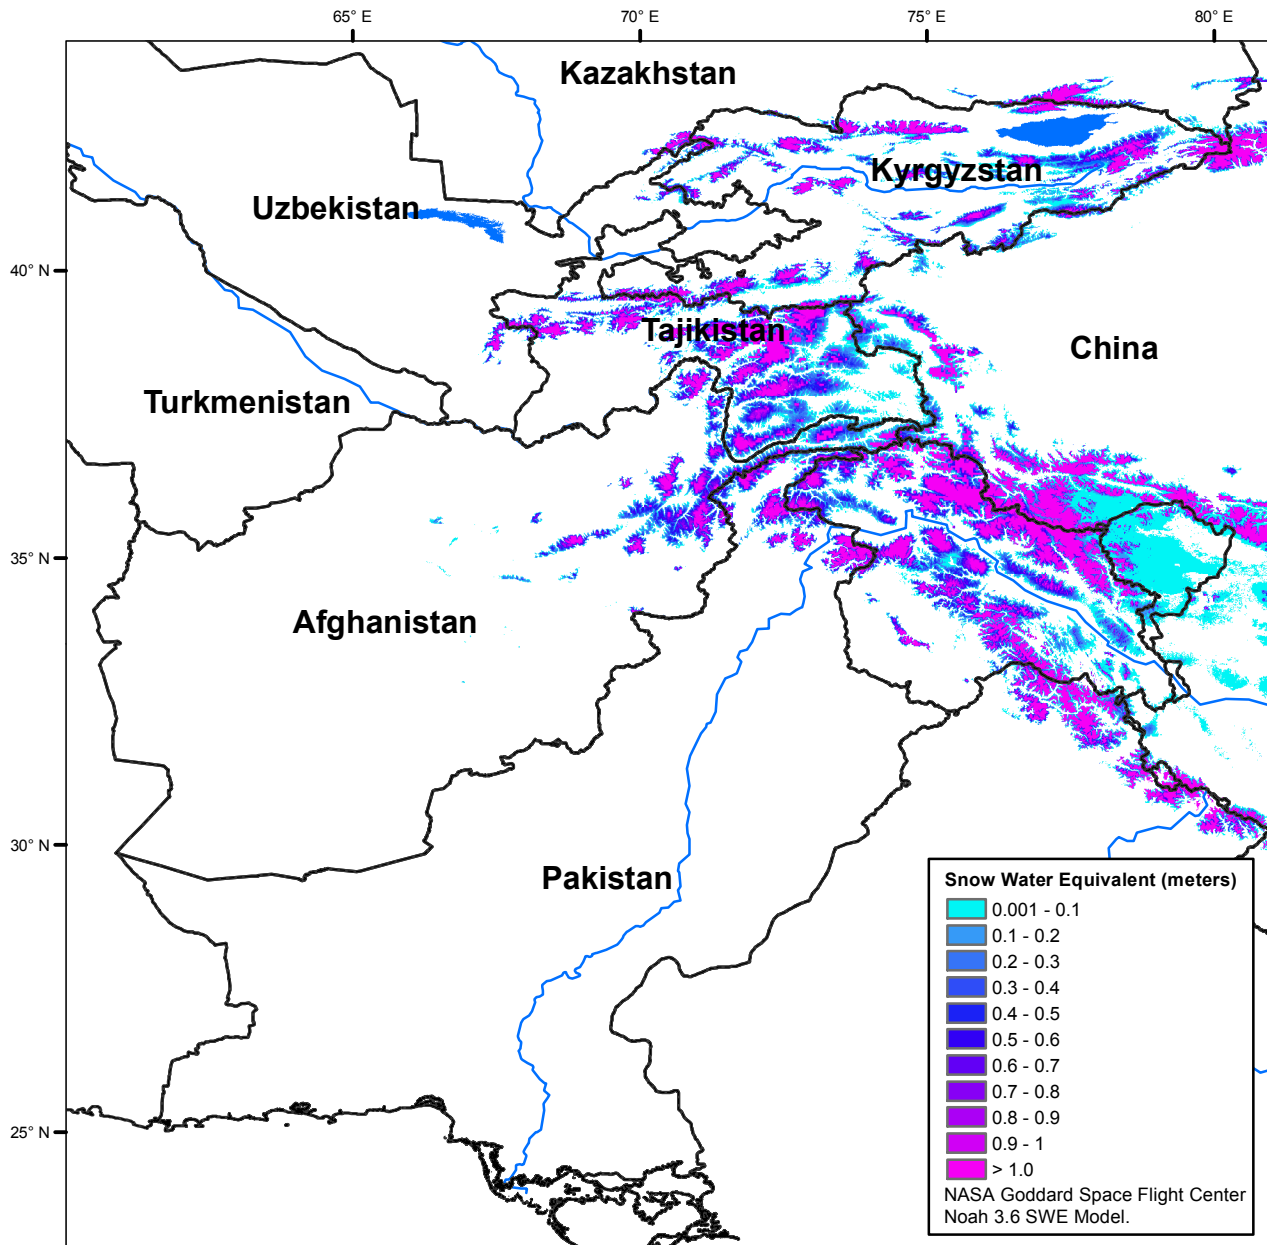 65° E
70° E
75° E
80° E
Kazakhstan
Kyrgyzstan
Uzbekistan
40° N
Tajikistan
China
Turkmenistan
35° N
Afghanistan
30° N
Pakistan
25° N
Snow Water Equivalent (meters)
0.001 - 0.1
0.1 - 0.2
0.2 - 0.3
0.3 - 0.4
0.4 - 0.5
0.5 - 0.6
0.6 - 0.7
0.7 - 0.8
0.8 - 0.9
0.9 - 1
> 1.0
NASA Goddard Space Flight Center
Noah 3.6 SWE Model.